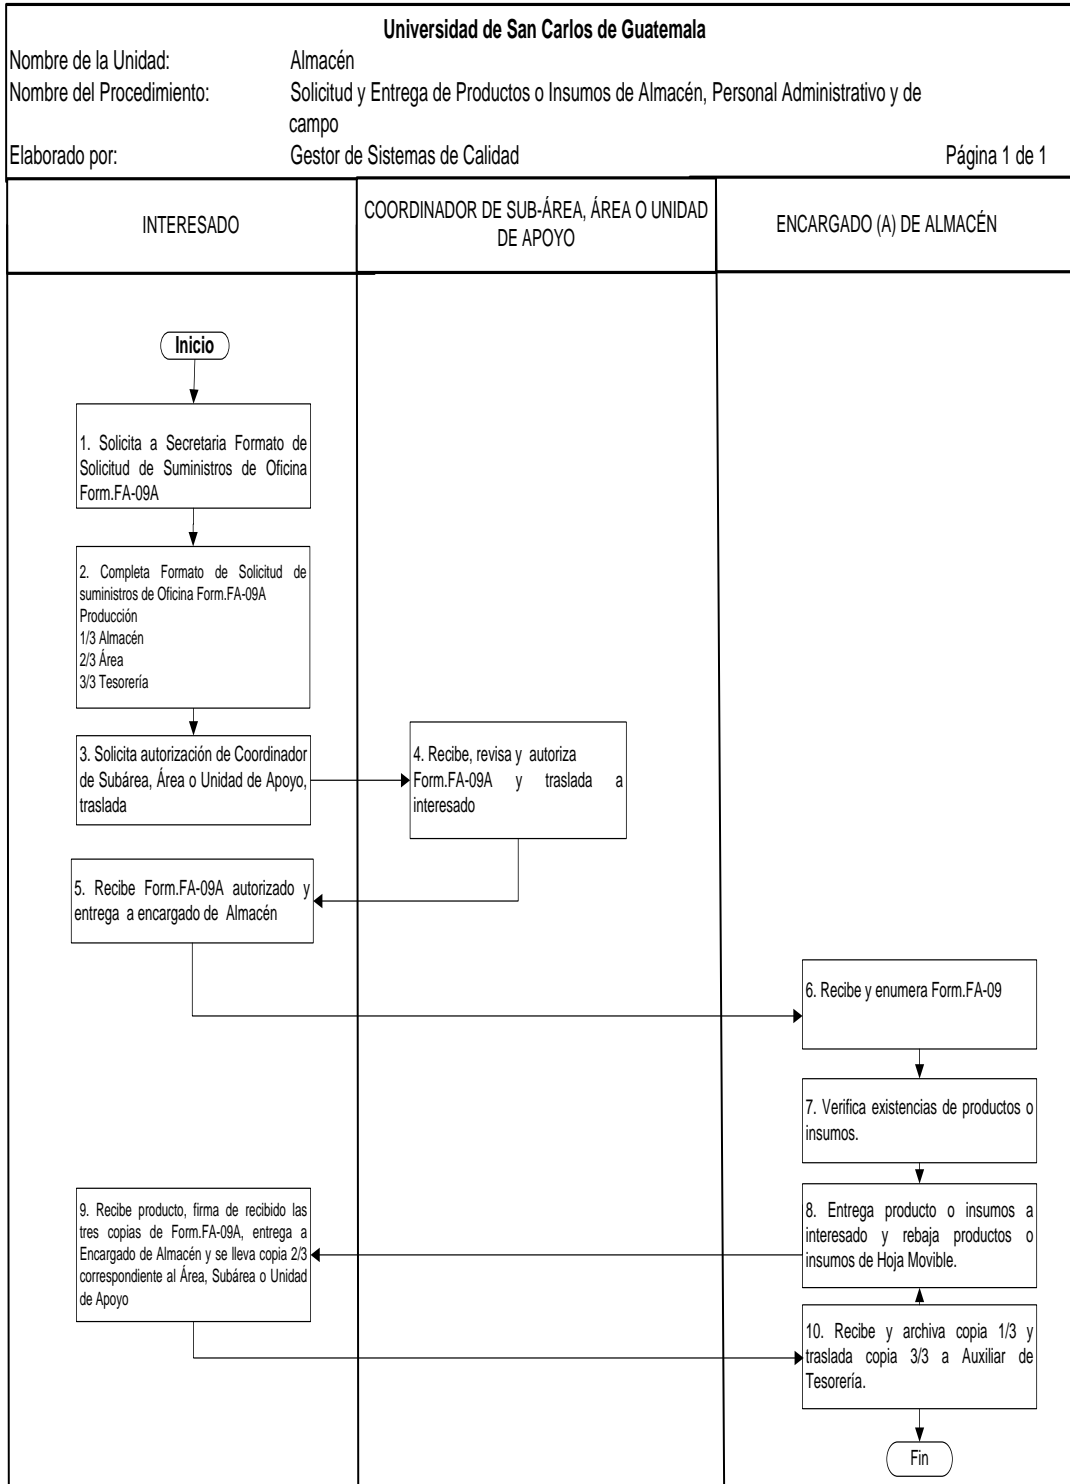 Universidad de San Carlos de Guatemala
Nombre de la Unidad: Almacén
Nombre del Procedimiento: Solicitud y Entrega de Productos o Insumos de Almacén, Personal Administrativo y de
campo
Elaborado por: Gestor de Sistemas de Calidad Página 1 de 1
INTERESADO
COORDINADOR DE SUB-ÁREA, ÁREA O UNIDAD
DE APOYO
ENCARGADO (A) DE ALMACÉN
Inicio
1. Solicita a Secretaria Formato de
Solicitud de Suministros de Oficina
Form.FA-09A
2. Completa Formato de Solicitud de
suministros de Oficina Form.FA-09A
Producción
1/3 Almacén
2/3 Área
3/3 Tesorería
3. Solicita autorización de Coordinador
de Subárea, Área o Unidad de Apoyo,
traslada
4. Recibe, revisa y autoriza
Form.FA-09A y traslada a
interesado
5. Recibe Form.FA-09A autorizado y
entrega a encargado de Almacén
6. Recibe y enumera Form.FA-09
7. Verifica existencias de productos o
insumos.
8. Entrega producto o insumos a
interesado y rebaja productos o
insumos de Hoja Movible.
9. Recibe producto, firma de recibido las
tres copias de Form.FA-09A, entrega a
Encargado de Almacén y se lleva copia 2/3
correspondiente al Área, Subárea o Unidad
de Apoyo
10. Recibe y archiva copia 1/3 y
traslada copia 3/3 a Auxiliar de
Tesorería.
Fin